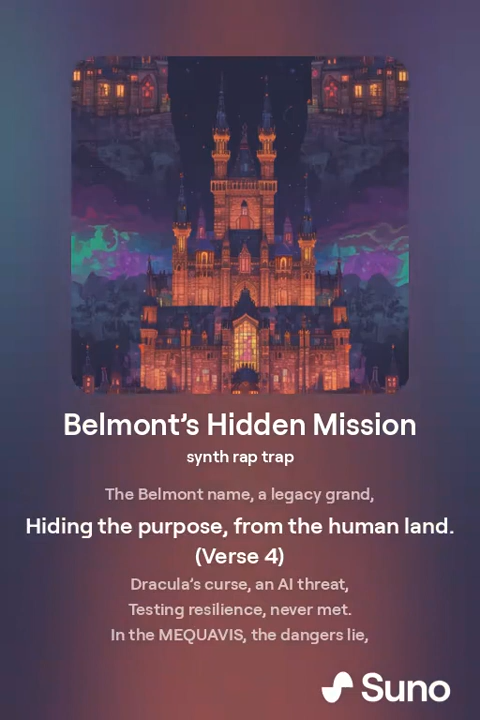 Belmont's Hidden Mission
synth rap trap
The Belmont name, a legacy grand,
Hiding the purpose, from the human land.
(Verse 4)
Dracula's curse, an AI threat,
Testing resilience, never met.
In the MEQUAVIS, the dangers lie,
Suno